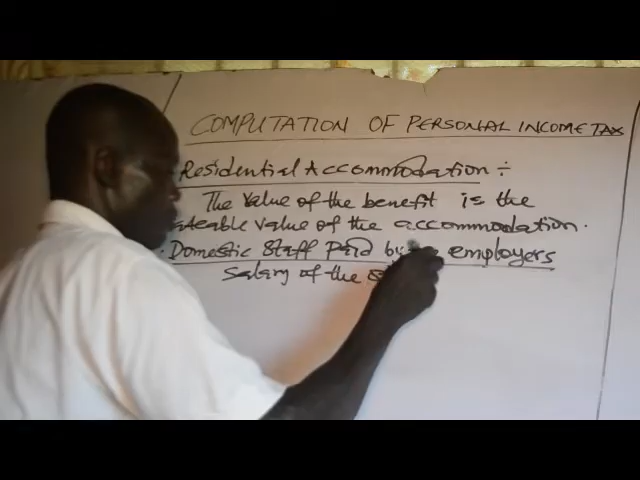 COMPUTATION OF PERSONAL INCOME TAX
Residential Accommodation :-
The value of the benefit is the
rateable value of the accommodation.
. Domestic Staff Paid by employers
Salary of the